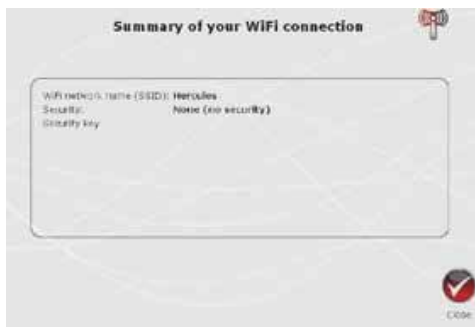 Summary of your WiFi connection
WiFi network name (SSID): Hercules
Security: None (no security)
Security key
Close